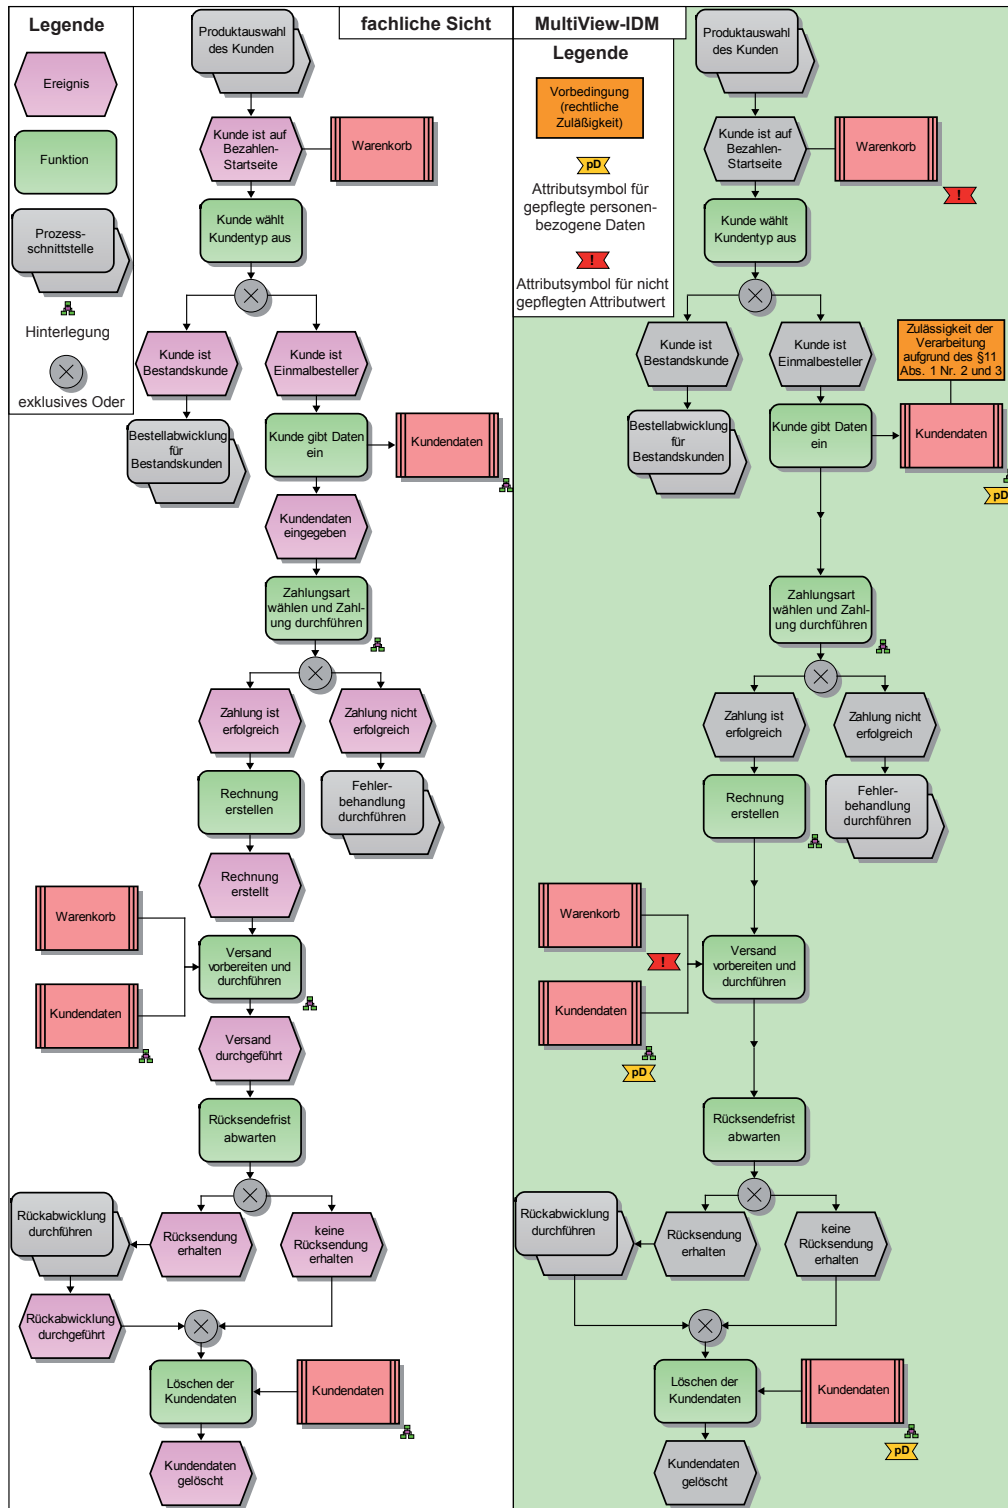 Legende
Ereignis
Funktion
Prozess-
schnittstelle
Hinterlegung
exklusives Oder
fachliche Sicht
Produktauswahl
des Kunden
Kunde ist auf
Bezahlen-
Startseite
Warenkorb
Kunde wählt
Kundentyp aus
Kunde ist
Bestandskunde
Kunde ist
Einmalbesteller
Bestellabwicklung
für
Bestandskunden
Kunde gibt Daten
ein
Kundendaten
Kundendaten
eingegeben
Zahlungsart
wählen und Zahl-
ung durchführen
Zahlung ist
erfolgreich
Zahlung nicht
erfolgreich
Rechnung
erstellen
Fehler-
behandlung
durchführen
Rechnung
erstellt
Warenkorb
Versand
vorbereiten und
durchführen
Kundendaten
Versand
durchgeführt
Rücksendefrist
abwarten
Rückabwicklung
durchführen
Rücksendung
erhalten
keine
Rücksendung
erhalten
Rückabwicklung
durchgeführt
Löschen der
Kundendaten
Kundendaten
Kundendaten
gelöscht
MultiView-IDM
Legende
Vorbedingung
(rechtliche
Zuläßigkeit)
pD
Attributsymbol für
gepflegte personen-
bezogene Daten
!
Attributsymbol für nicht
gepflegten Attributwert
Produktauswahl
des Kunden
Kunde ist auf
Bezahlen-
Startseite
Warenkorb
!
Kunde wählt
Kundentyp aus
Kunde ist
Bestandskunde
Kunde ist
Einmalbesteller
Zulässigkeit der
Verarbeitung
aufgrund des §11
Abs. 1 Nr. 2 und 3
Bestellabwicklung
für
Bestandskunden
Kunde gibt Daten
ein
Kundendaten
pD
Zahlungsart
wählen und Zahl-
ung durchführen
Zahlung ist
erfolgreich
Zahlung nicht
erfolgreich
Rechnung
erstellen
Fehler-
behandlung
durchführen
Warenkorb
!
Versand
vorbereiten und
durchführen
Kundendaten
pD
Rücksendefrist
abwarten
Rückabwicklung
durchführen
Rücksendung
erhalten
keine
Rücksendung
erhalten
Löschen der
Kundendaten
Kundendaten
pD
Kundendaten
gelöscht